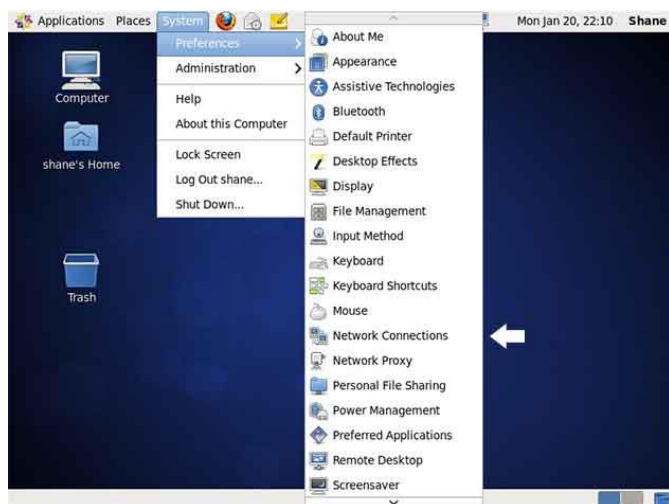 Applications Places System Mon Jan 20, 22:10 Shane
Preferences
Administration
Help
About this Computer
Lock Screen
Log Out shane...
Shut Down...
About Me
Appearance
Assistive Technologies
Bluetooth
Default Printer
Desktop Effects
Display
File Management
Input Method
Keyboard
Keyboard Shortcuts
Mouse
Network Connections
Network Proxy
Personal File Sharing
Power Management
Preferred Applications
Remote Desktop
Screensaver
Computer
shane's Home
Trash